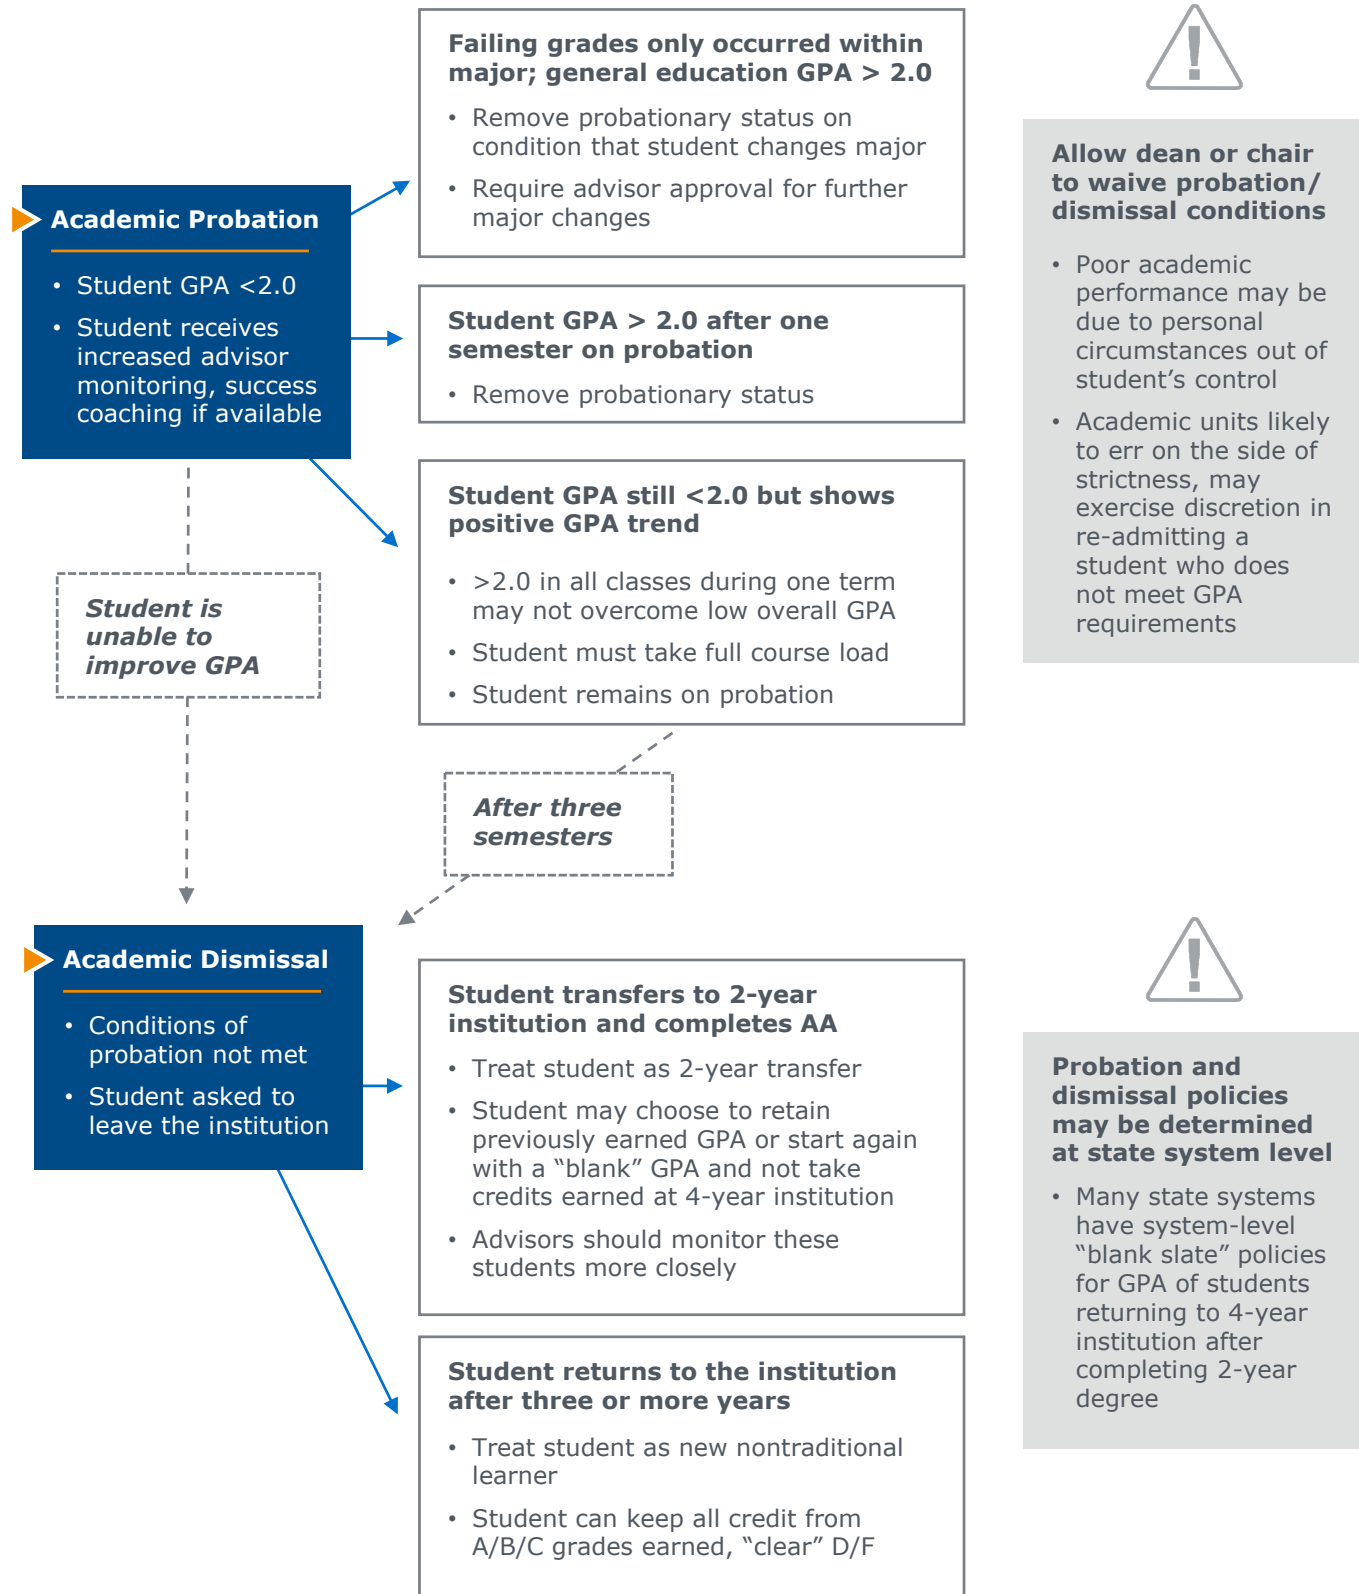 Academic Probation
• Student GPA <2.0
• Student receives
increased advisor
monitoring, success
coaching if available
Failing grades only occurred within
major; general education GPA > 2.0
• Remove probationary status on
condition that student changes major
• Require advisor approval for further
major changes
Student GPA > 2.0 after one
semester on probation
• Remove probationary status
Student GPA still <2.0 but shows
positive GPA trend
• >2.0 in all classes during one term
may not overcome low overall GPA
• Student must take full course load
• Student remains on probation
!
Allow dean or chair
to waive probation/
dismissal conditions
• Poor academic
performance may be
due to personal
circumstances out of
student’s control
• Academic units likely
to err on the side of
strictness, may
exercise discretion in
re-admitting a
student who does
not meet GPA
requirements
Student is
unable to
improve GPA
After three
semesters
Academic Dismissal
• Conditions of
probation not met
• Student asked to
leave the institution
Student transfers to 2-year
institution and completes AA
• Treat student as 2-year transfer
• Student may choose to retain
previously earned GPA or start again
with a “blank” GPA and not take
credits earned at 4-year institution
• Advisors should monitor these
students more closely
Student returns to the institution
after three or more years
• Treat student as new nontraditional
learner
• Student can keep all credit from
A/B/C grades earned, “clear” D/F
!
Probation and
dismissal policies
may be determined
at state system level
• Many state systems
have system-level
“blank slate” policies
for GPA of students
returning to 4-year
institution after
completing 2-year
degree